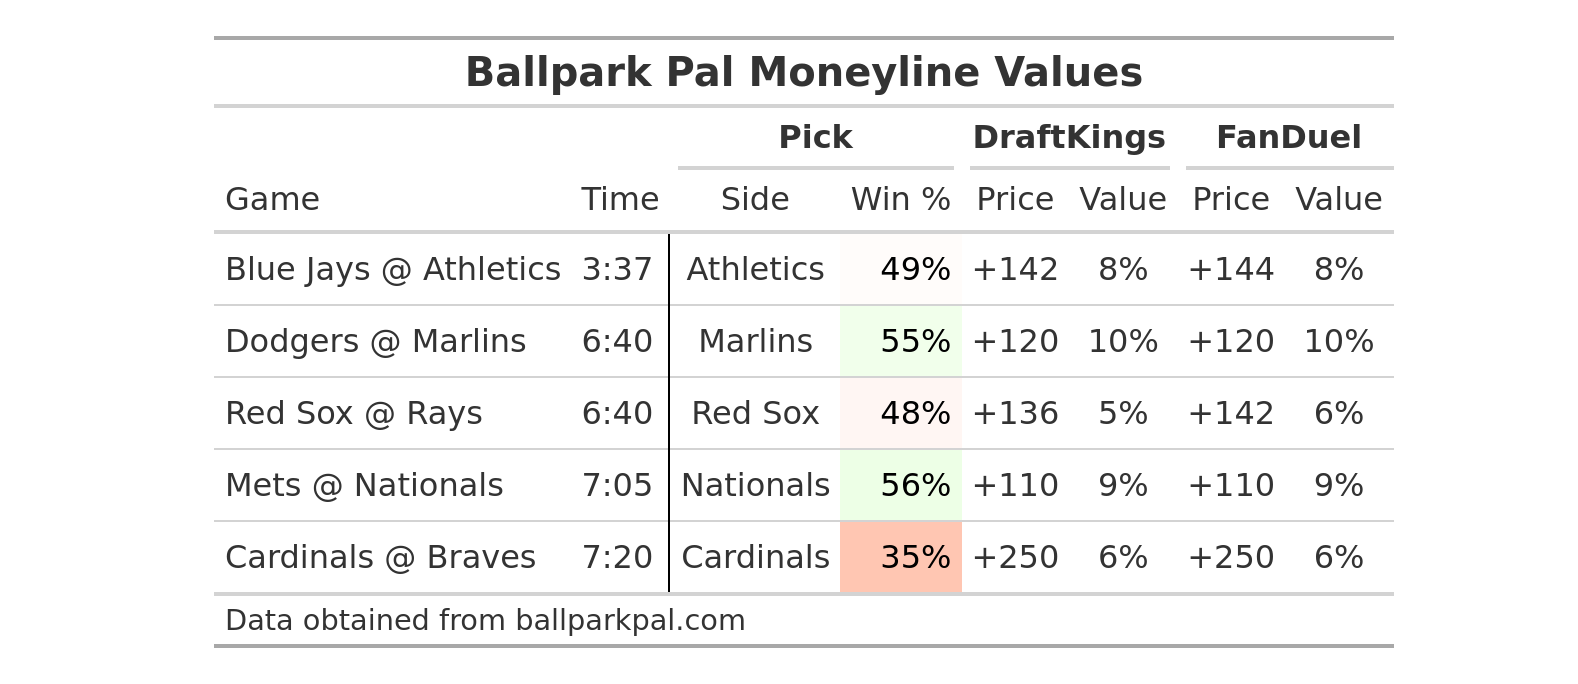 Ballpark Pal Moneyline Values
Pick DraftKings FanDuel
Game Time Side Win % Price Value Price Value
Blue Jays @ Athletics 3:37 Athletics 49% +142 8% +144 8%
Dodgers @ Marlins 6:40 Marlins 55% +120 10% +120 10%
Red Sox @ Rays 6:40 Red Sox 48% +136 5% +142 6%
Mets @ Nationals 7:05 Nationals 56% +110 9% +110 9%
Cardinals @ Braves 7:20 Cardinals 35% +250 6% +250 6%
Data obtained from ballparkpal.com